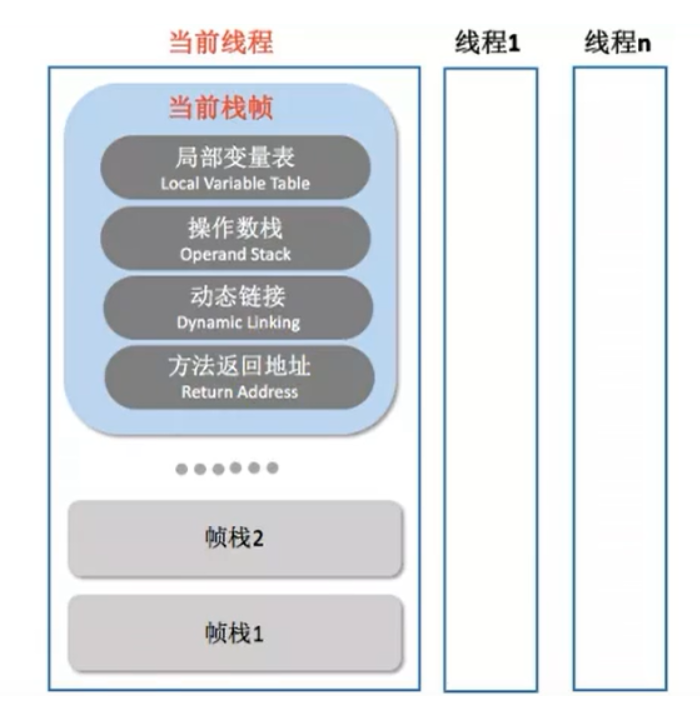 当前线程
线程1
线程n
当前栈帧
局部变量表
Local Variable Table
操作数栈
Operand Stack
动态链接
Dynamic Linking
方法返回地址
Return Address
帧栈2
帧栈1